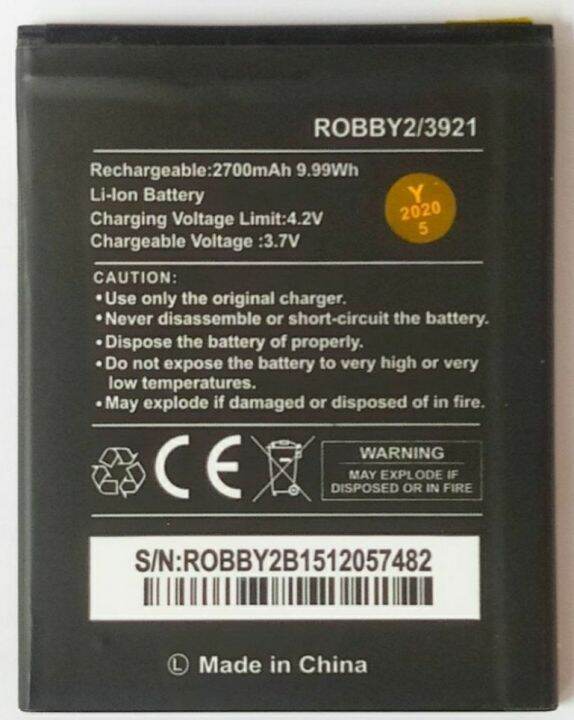 ROBBY2/3921
Rechargeable:2700mAh 9.99Wh
Li-Ion Battery
Charging Voltage Limit:4.2V
Chargeable Voltage :3.7V
Y
2020
5
CAUTION:
•Use only the original charger.
•Never disassemble or short-circuit the battery.
•Dispose the battery of properly.
•Do not expose the battery to very high or very
low temperatures.
•May explode if damaged or disposed of in fire.
CE
WARNING
MAY EXPLODE IF
DISPOSED OR IN FIRE
S/N:ROBBY2B1512057482
Ⓛ Made in China